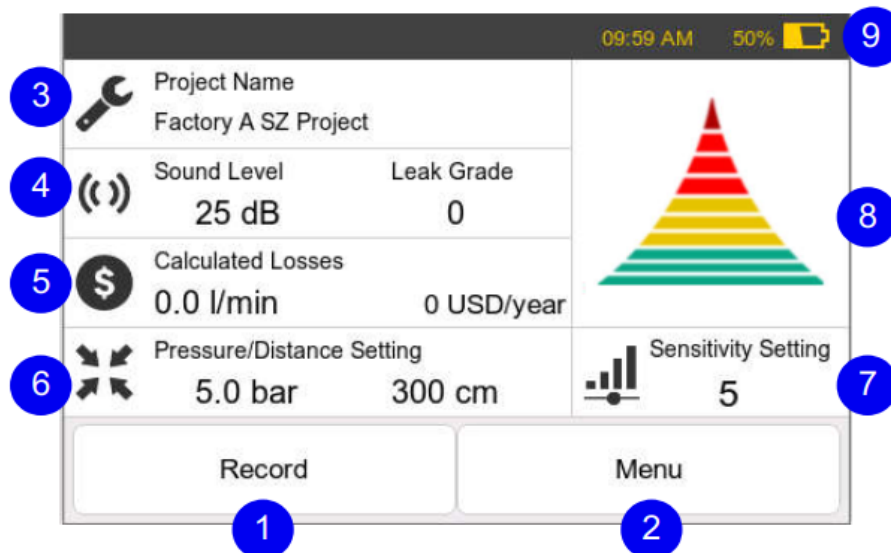 09:59 AM 50% 9
3 Project Name
Factory A SZ Project
4 Sound Level Leak Grade
25 dB 0
8
5 $ Calculated Losses
0.0 l/min 0 USD/year
6 Pressure/Distance Setting
5.0 bar 300 cm
Sensitivity Setting
5 7
Record Menu
1 2